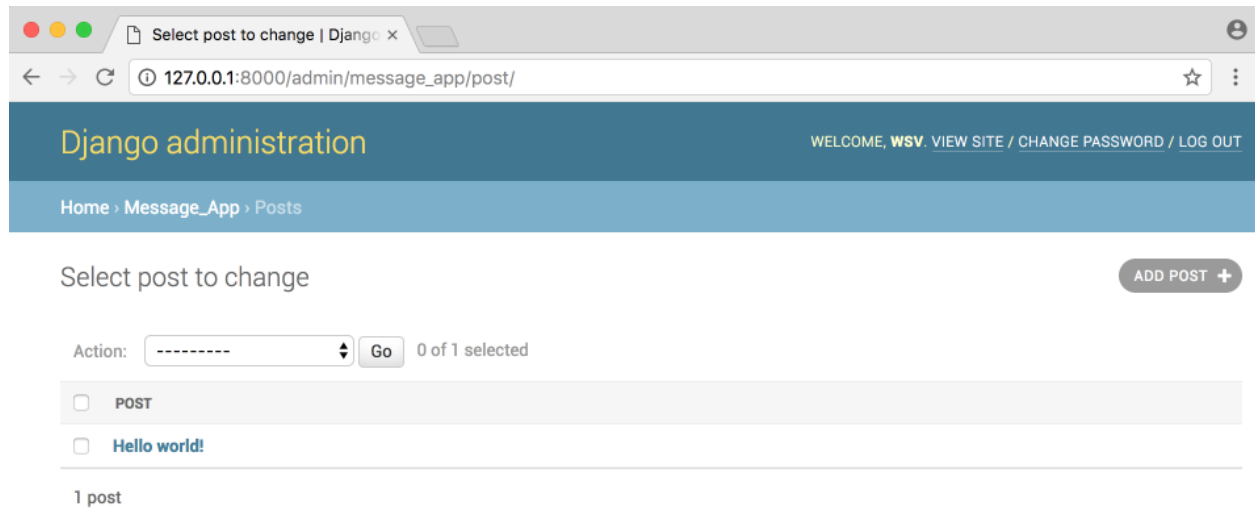 Select post to change | Django
127.0.0.1:8000/admin/message_app/post/
Django administration
WELCOME, WSV. VIEW SITE / CHANGE PASSWORD / LOG OUT
Home › Message_App › Posts
Select post to change
ADD POST +
Action: --------- Go 0 of 1 selected
POST
Hello world!
1 post